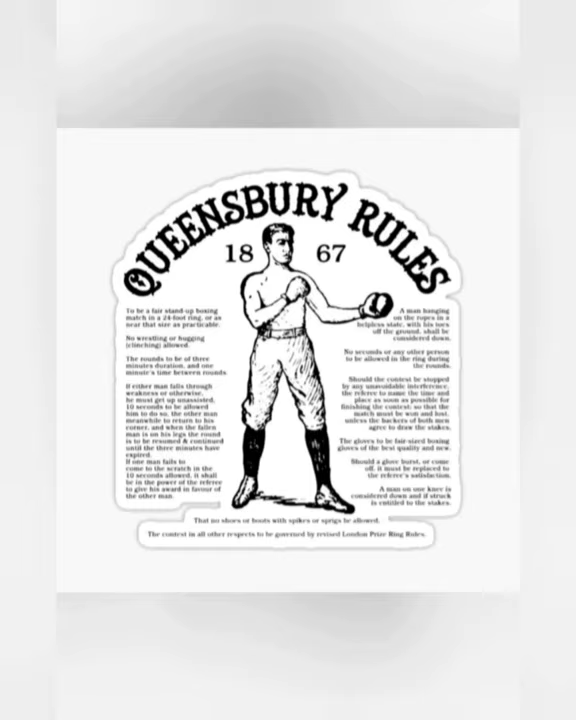 QUEENSBURY RULES
18 67
To be a fair stand-up boxing
match in a 24-foot ring, or as
near that size as practicable.
No wrestling or hugging
(clinching) allowed.
The rounds to be of three
minutes duration, and one
minute's time between rounds.
If either man falls through
weakness or otherwise,
he must get up unassisted,
10 seconds to be allowed
him to do so, the other man
meanwhile to return to his
corner, and when the fallen
man is on his legs the round
is to be resumed & continued
until the three minutes have
expired.
If one man fails to
come to the scratch in the
10 seconds allowed, it shall
be in the power of the referee
to give his award in favour of
the other man.
A man hanging
on the ropes in a
helpless state, with his toes
off the ground, shall be
considered down.
No seconds or any other person
to be allowed in the ring during
the rounds.
Should the contest be stopped
by any unavoidable interference,
the referee to name the time and
place as soon as possible for
finishing the contest; so that the
match must be won and lost,
unless the backers of both men
agree to draw the stakes.
The gloves to be fair-sized boxing
gloves of the best quality and new.
Should a glove burst, or come
off, it must be replaced to
the referee's satisfaction.
A man on one knee is
considered down and if struck
is entitled to the stakes.
That no shoes or boots with spikes or sprigs be allowed.
The contest in all other respects to be governed by revised London Prize Ring Rules.